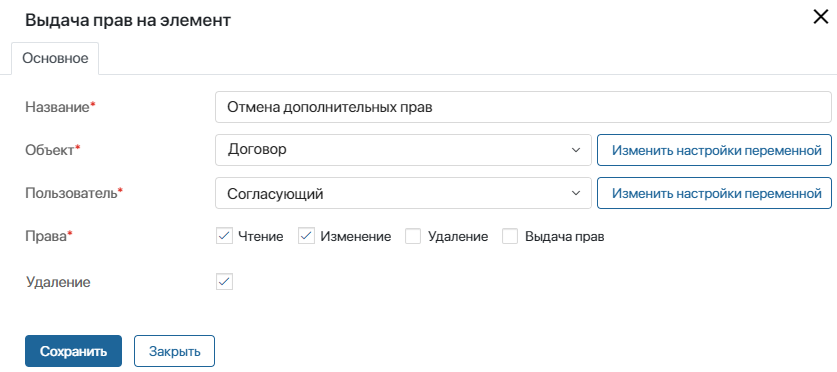 Выдача прав на элемент
Основное
Название* Отмена дополнительных прав
Объект* Договор Изменить настройки переменной
Пользователь* Согласующий Изменить настройки переменной
Права* Чтение Изменение Удаление Выдача прав
Удаление
Сохранить Закрыть